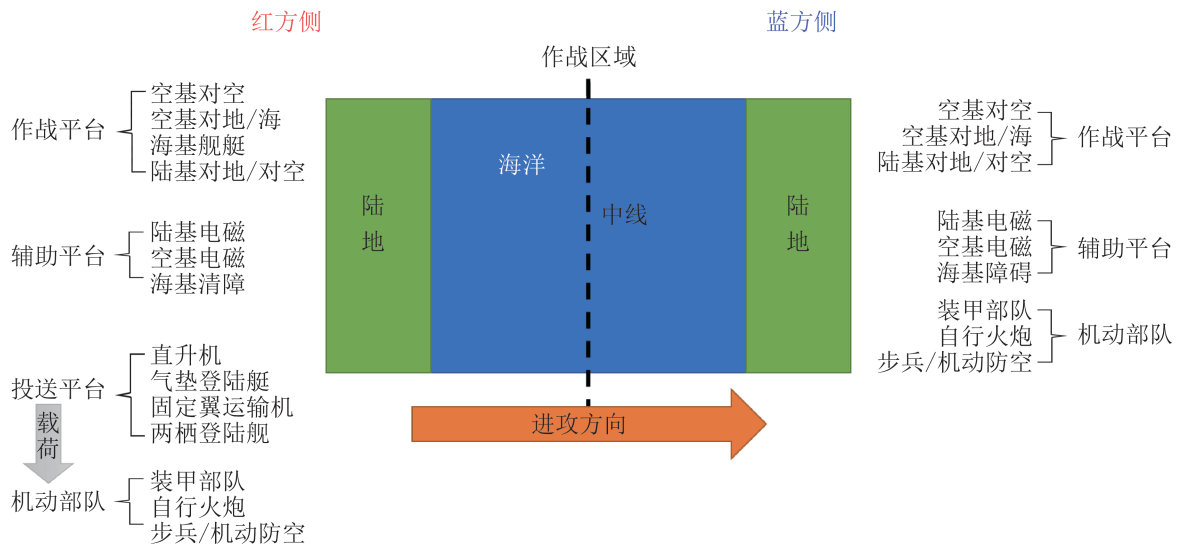 红方侧
蓝方侧
作战区域
作战平台
空基对空
空基对地/海
海基舰艇
陆基对地/对空
辅助平台
陆基电磁
空基电磁
海基清障
投送平台
直升机
气垫登陆艇
固定翼运输机
两栖登陆舰
载荷
机动部队
装甲部队
自行火炮
步兵/机动防空
陆
地
海洋
中线
陆
地
进攻方向
空基对空
空基对地/海
陆基对地/对空
作战平台
陆基电磁
空基电磁
海基障碍
辅助平台
装甲部队
自行火炮
步兵/机动防空
机动部队